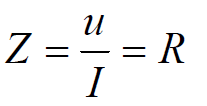 Z = u/I = R